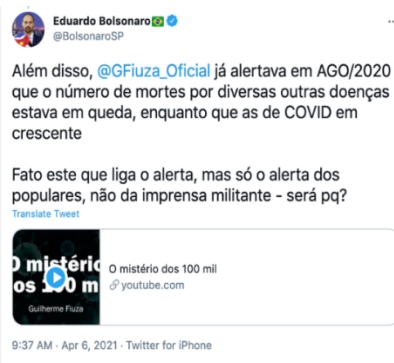 Eduardo Bolsonaro🇧🇷
@BolsonaroSP
Além disso, @GFiuza_Oficial já alertava em AGO/2020
que o número de mortes por diversas outras doenças
estava em queda, enquanto que as de COVID em
crescente
Fato este que liga o alerta, mas só o alerta dos
populares, não da imprensa militante - será pq?
Translate Tweet
O mistério
os 100 m
Guilherme Fiuza
O mistério dos 100 mil
youtube.com
9:37 AM · Apr 6, 2021 · Twitter for iPhone